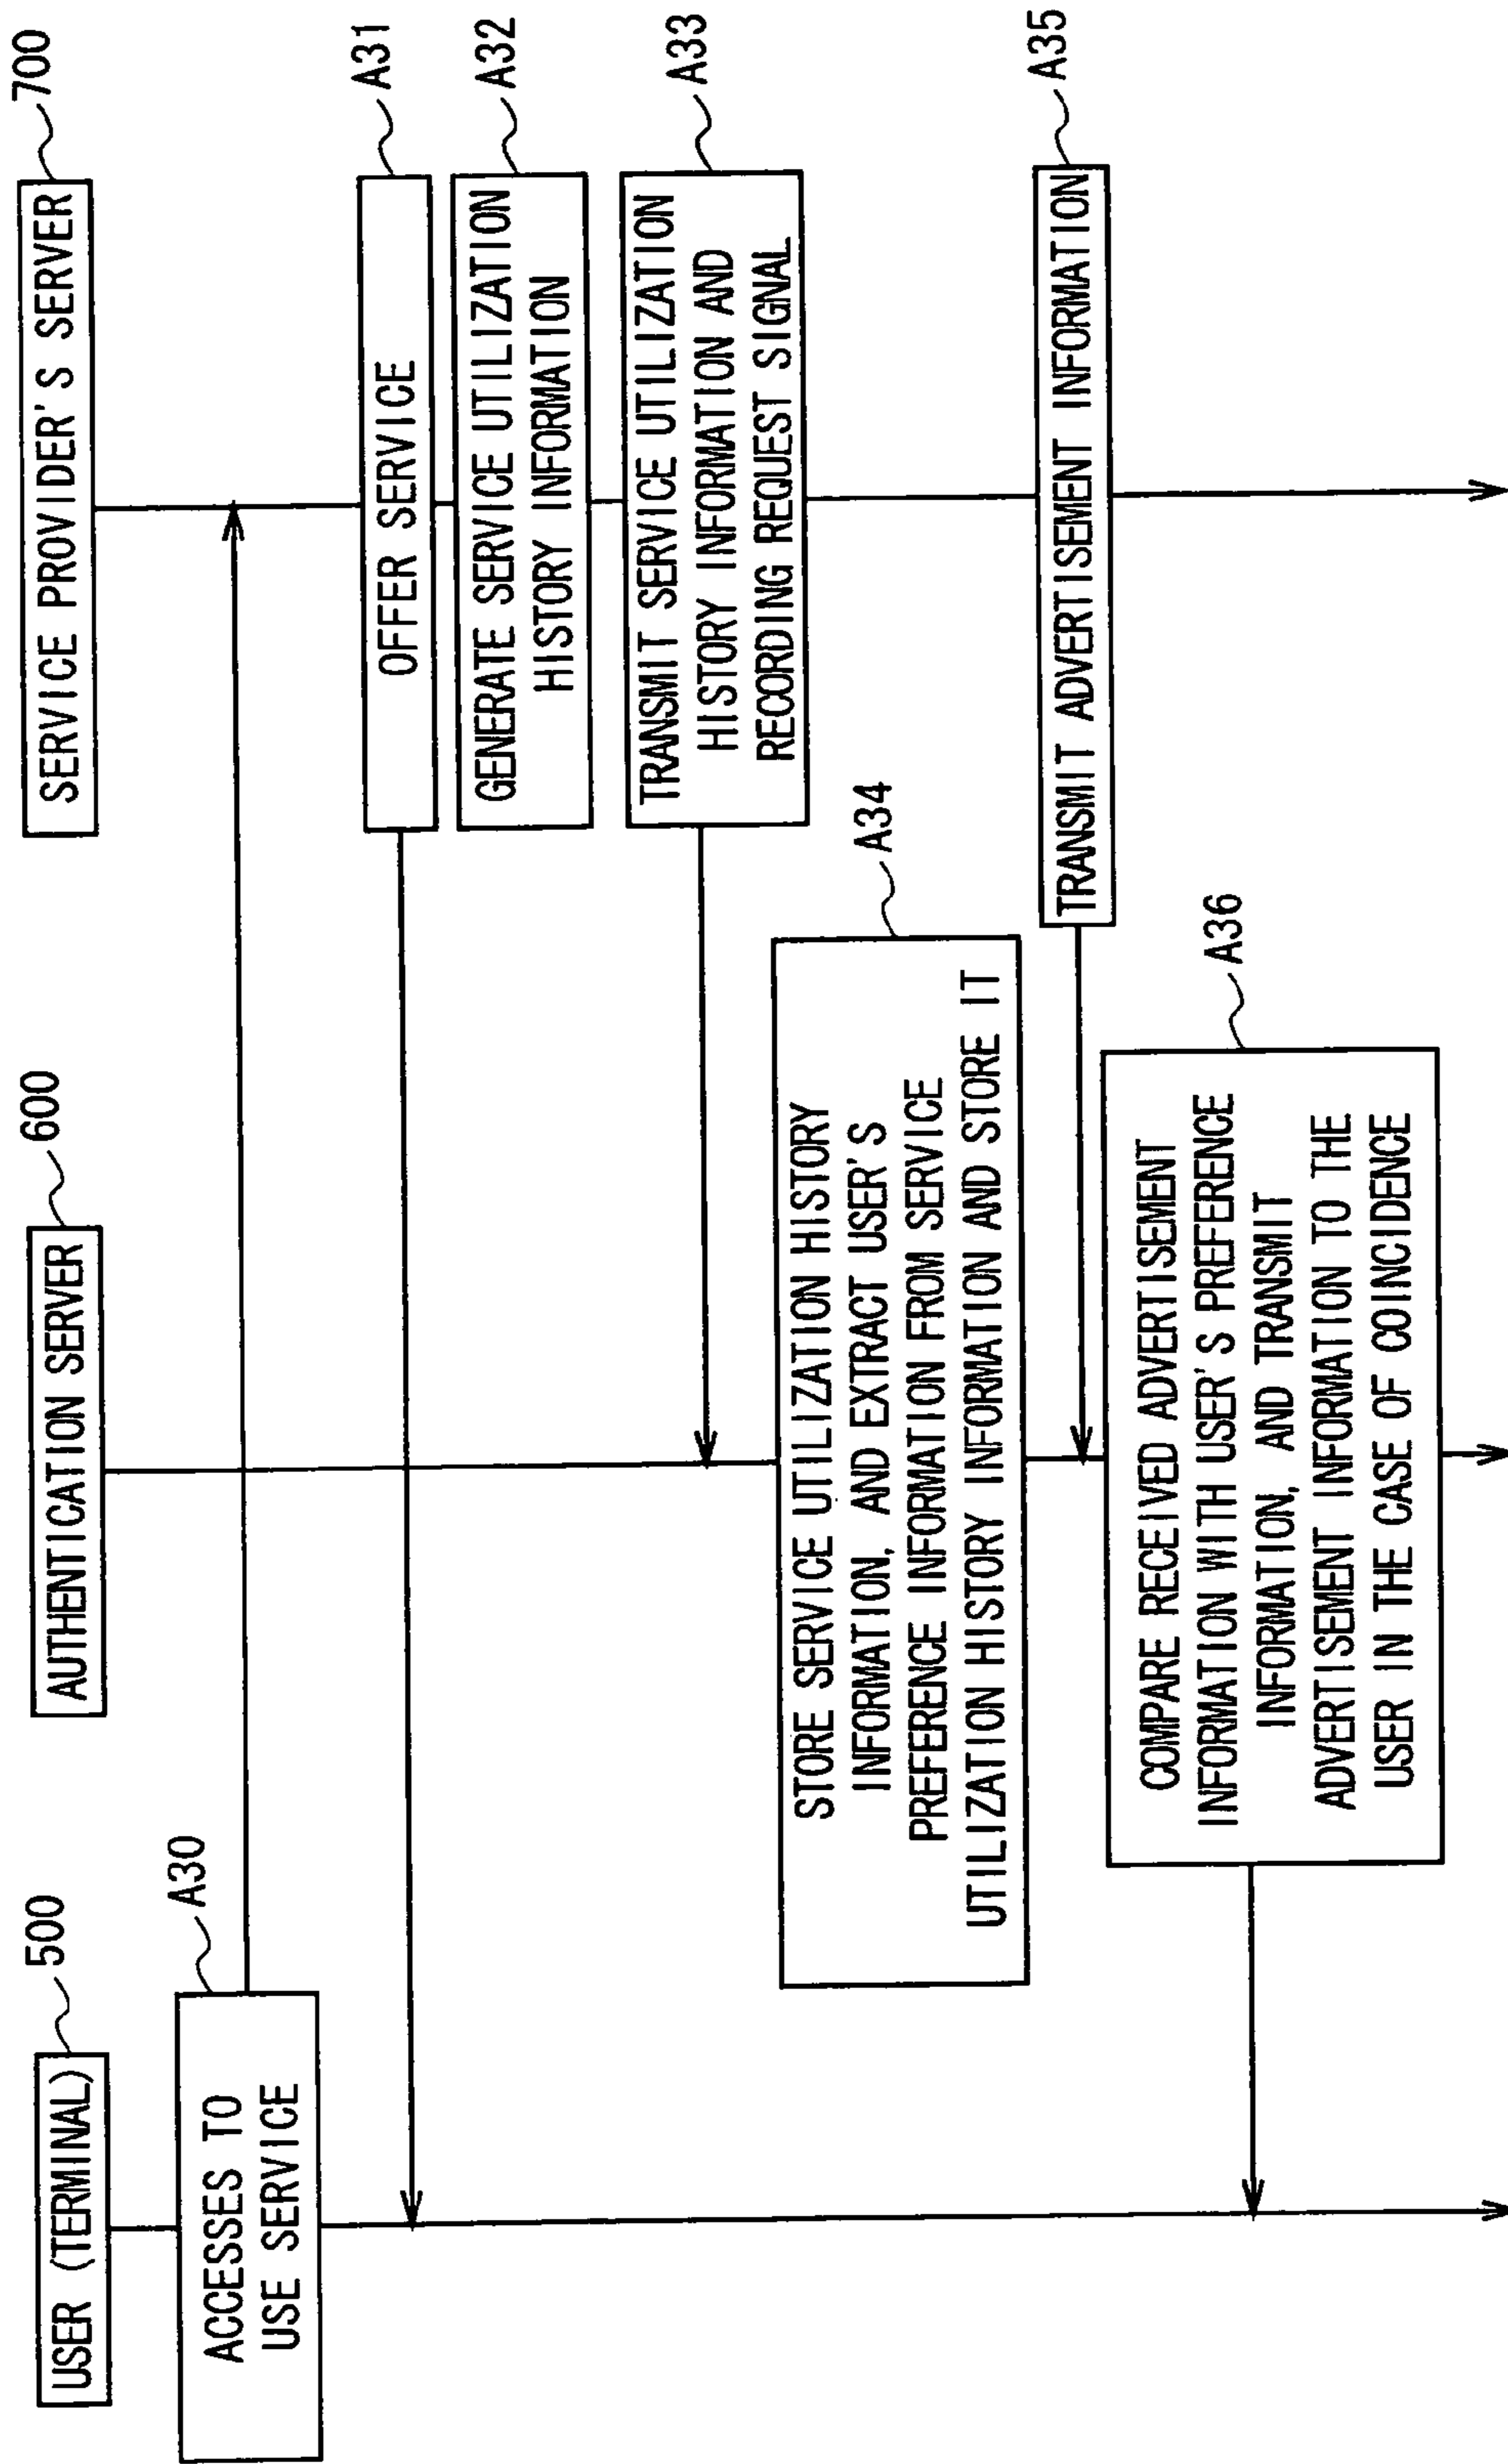 USER (TERMINAL)
500
AUTHENTICATION SERVER
600
SERVICE PROVIDER'S SERVER
700
ACCESSES TO
USE SERVICE
A30
OFFER SERVICE
A31
GENERATE SERVICE UTILIZATION
HISTORY INFORMATION
A32
TRANSMIT SERVICE UTILIZATION
HISTORY INFORMATION AND
RECORDING REQUEST SIGNAL
A33
STORE SERVICE UTILIZATION HISTORY
INFORMATION, AND EXTRACT USER'S
PREFERENCE INFORMATION FROM SERVICE
UTILIZATION HISTORY INFORMATION AND STORE IT
A34
TRANSMIT ADVERTISEMENT INFORMATION
A35
COMPARE RECEIVED ADVERTISEMENT
INFORMATION WITH USER'S PREFERENCE
INFORMATION, AND TRANSMIT
ADVERTISEMENT INFORMATION TO THE
USER IN THE CASE OF COINCIDENCE
A36